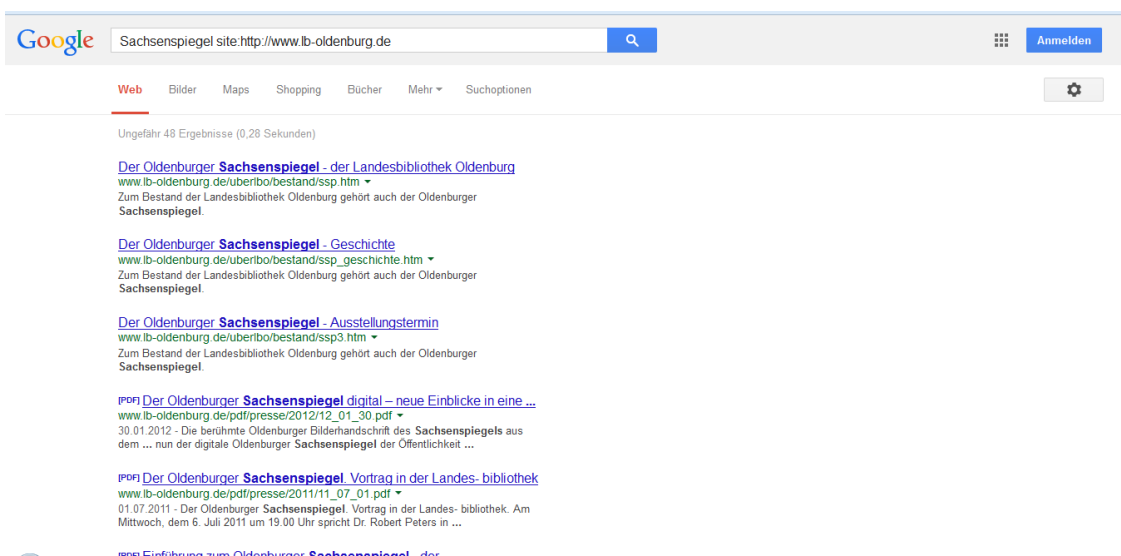 Google Sachsenspiegel site:http://www.lb-oldenburg.de Anmelden
Web Bilder Maps Shopping Bücher Mehr Suchoptionen
Ungefähr 48 Ergebnisse (0,28 Sekunden)
Der Oldenburger Sachsenspiegel - der Landesbibliothek Oldenburg
www.lb-oldenburg.de/uberlbo/bestand/ssp.htm
Zum Bestand der Landesbibliothek Oldenburg gehört auch der Oldenburger
Sachsenspiegel.
Der Oldenburger Sachsenspiegel - Geschichte
www.lb-oldenburg.de/uberlbo/bestand/ssp_geschichte.htm
Zum Bestand der Landesbibliothek Oldenburg gehört auch der Oldenburger
Sachsenspiegel.
Der Oldenburger Sachsenspiegel - Ausstellungstermin
www.lb-oldenburg.de/uberlbo/bestand/ssp3.htm
Zum Bestand der Landesbibliothek Oldenburg gehört auch der Oldenburger
Sachsenspiegel.
[PDF] Der Oldenburger Sachsenspiegel digital – neue Einblicke in eine ...
www.lb-oldenburg.de/pdf/presse/2012/12_01_30.pdf
30.01.2012 - Die berühmte Oldenburger Bilderhandschrift des Sachsenspiegels aus
dem ... nun der digitale Oldenburger Sachsenspiegel der Öffentlichkeit ...
[PDF] Der Oldenburger Sachsenspiegel. Vortrag in der Landes- bibliothek
www.lb-oldenburg.de/pdf/presse/2011/11_07_01.pdf
01.07.2011 - Der Oldenburger Sachsenspiegel. Vortrag in der Landes- bibliothek. Am
Mittwoch, dem 6. Juli 2011 um 19.00 Uhr spricht Dr. Robert Peters in ...
[PDF] Einführung zum Oldenburger Sachsenspiegel - der